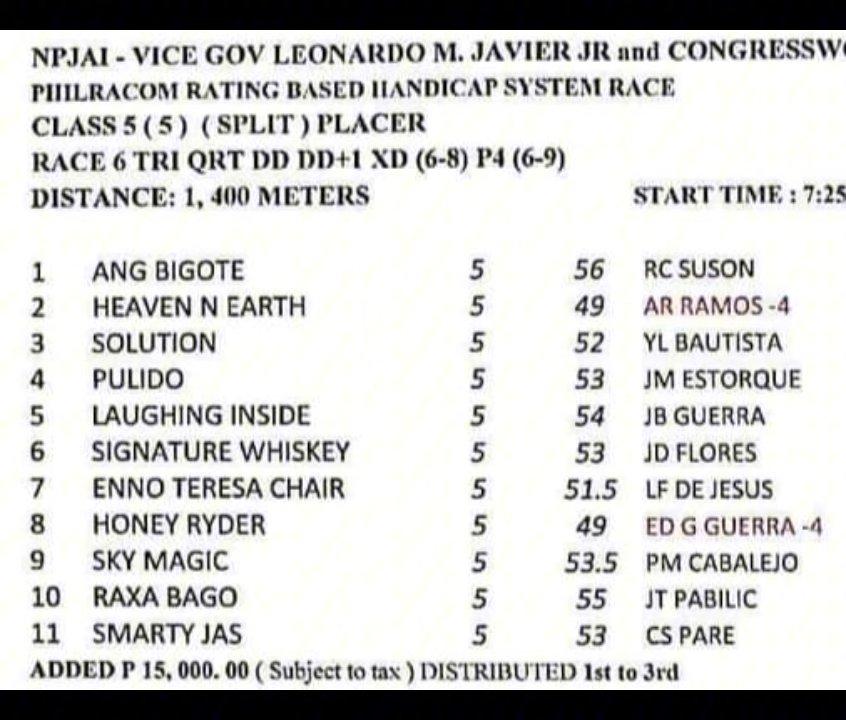 NPJAI - VICE GOV LEONARDO M. JAVIER JR and CONGRESSWO
PHILRACOM RATING BASED HANDICAP SYSTEM RACE
CLASS 5 ( 5 ) ( SPLIT ) PLACER
RACE 6 TRI QRT DD DD+1 XD (6-8) P4 (6-9)
DISTANCE: 1, 400 METERS START TIME : 7:25
1 ANG BIGOTE 5 56 RC SUSON
2 HEAVEN N EARTH 5 49 AR RAMOS -4
3 SOLUTION 5 52 YL BAUTISTA
4 PULIDO 5 53 JM ESTORQUE
5 LAUGHING INSIDE 5 54 JB GUERRA
6 SIGNATURE WHISKEY 5 53 JD FLORES
7 ENNO TERESA CHAIR 5 51.5 LF DE JESUS
8 HONEY RYDER 5 49 ED G GUERRA -4
9 SKY MAGIC 5 53.5 PM CABALEJO
10 RAXA BAGO 5 55 JT PABILIC
11 SMARTY JAS 5 53 CS PARE
ADDED P 15, 000. 00 ( Subject to tax ) DISTRIBUTED 1st to 3rd